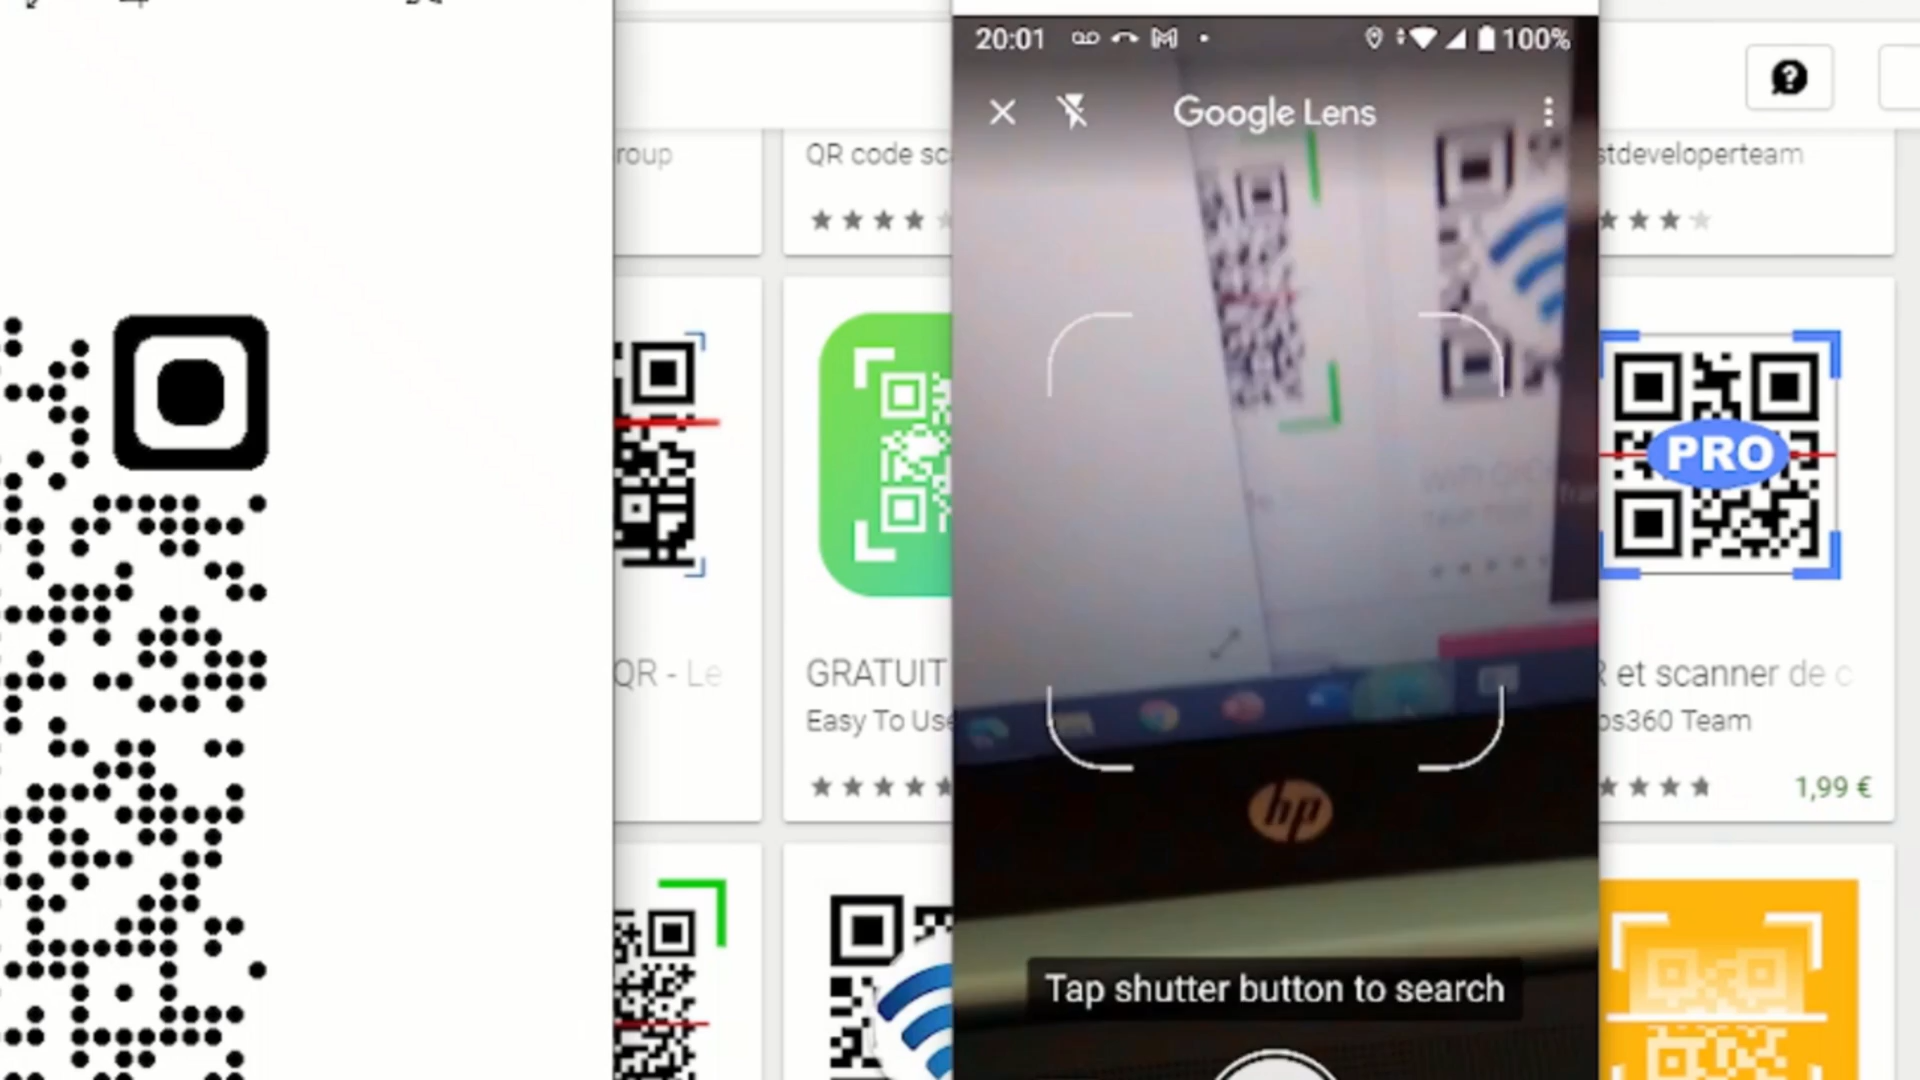 20:01
100%
Google Lens
roup
QR code sc
stdeveloperteam
PRO
QR - Le
GRATUIT
R et scanner de c
Easy To Use
ps360 Team
1,99 €
hp
Tap shutter button to search